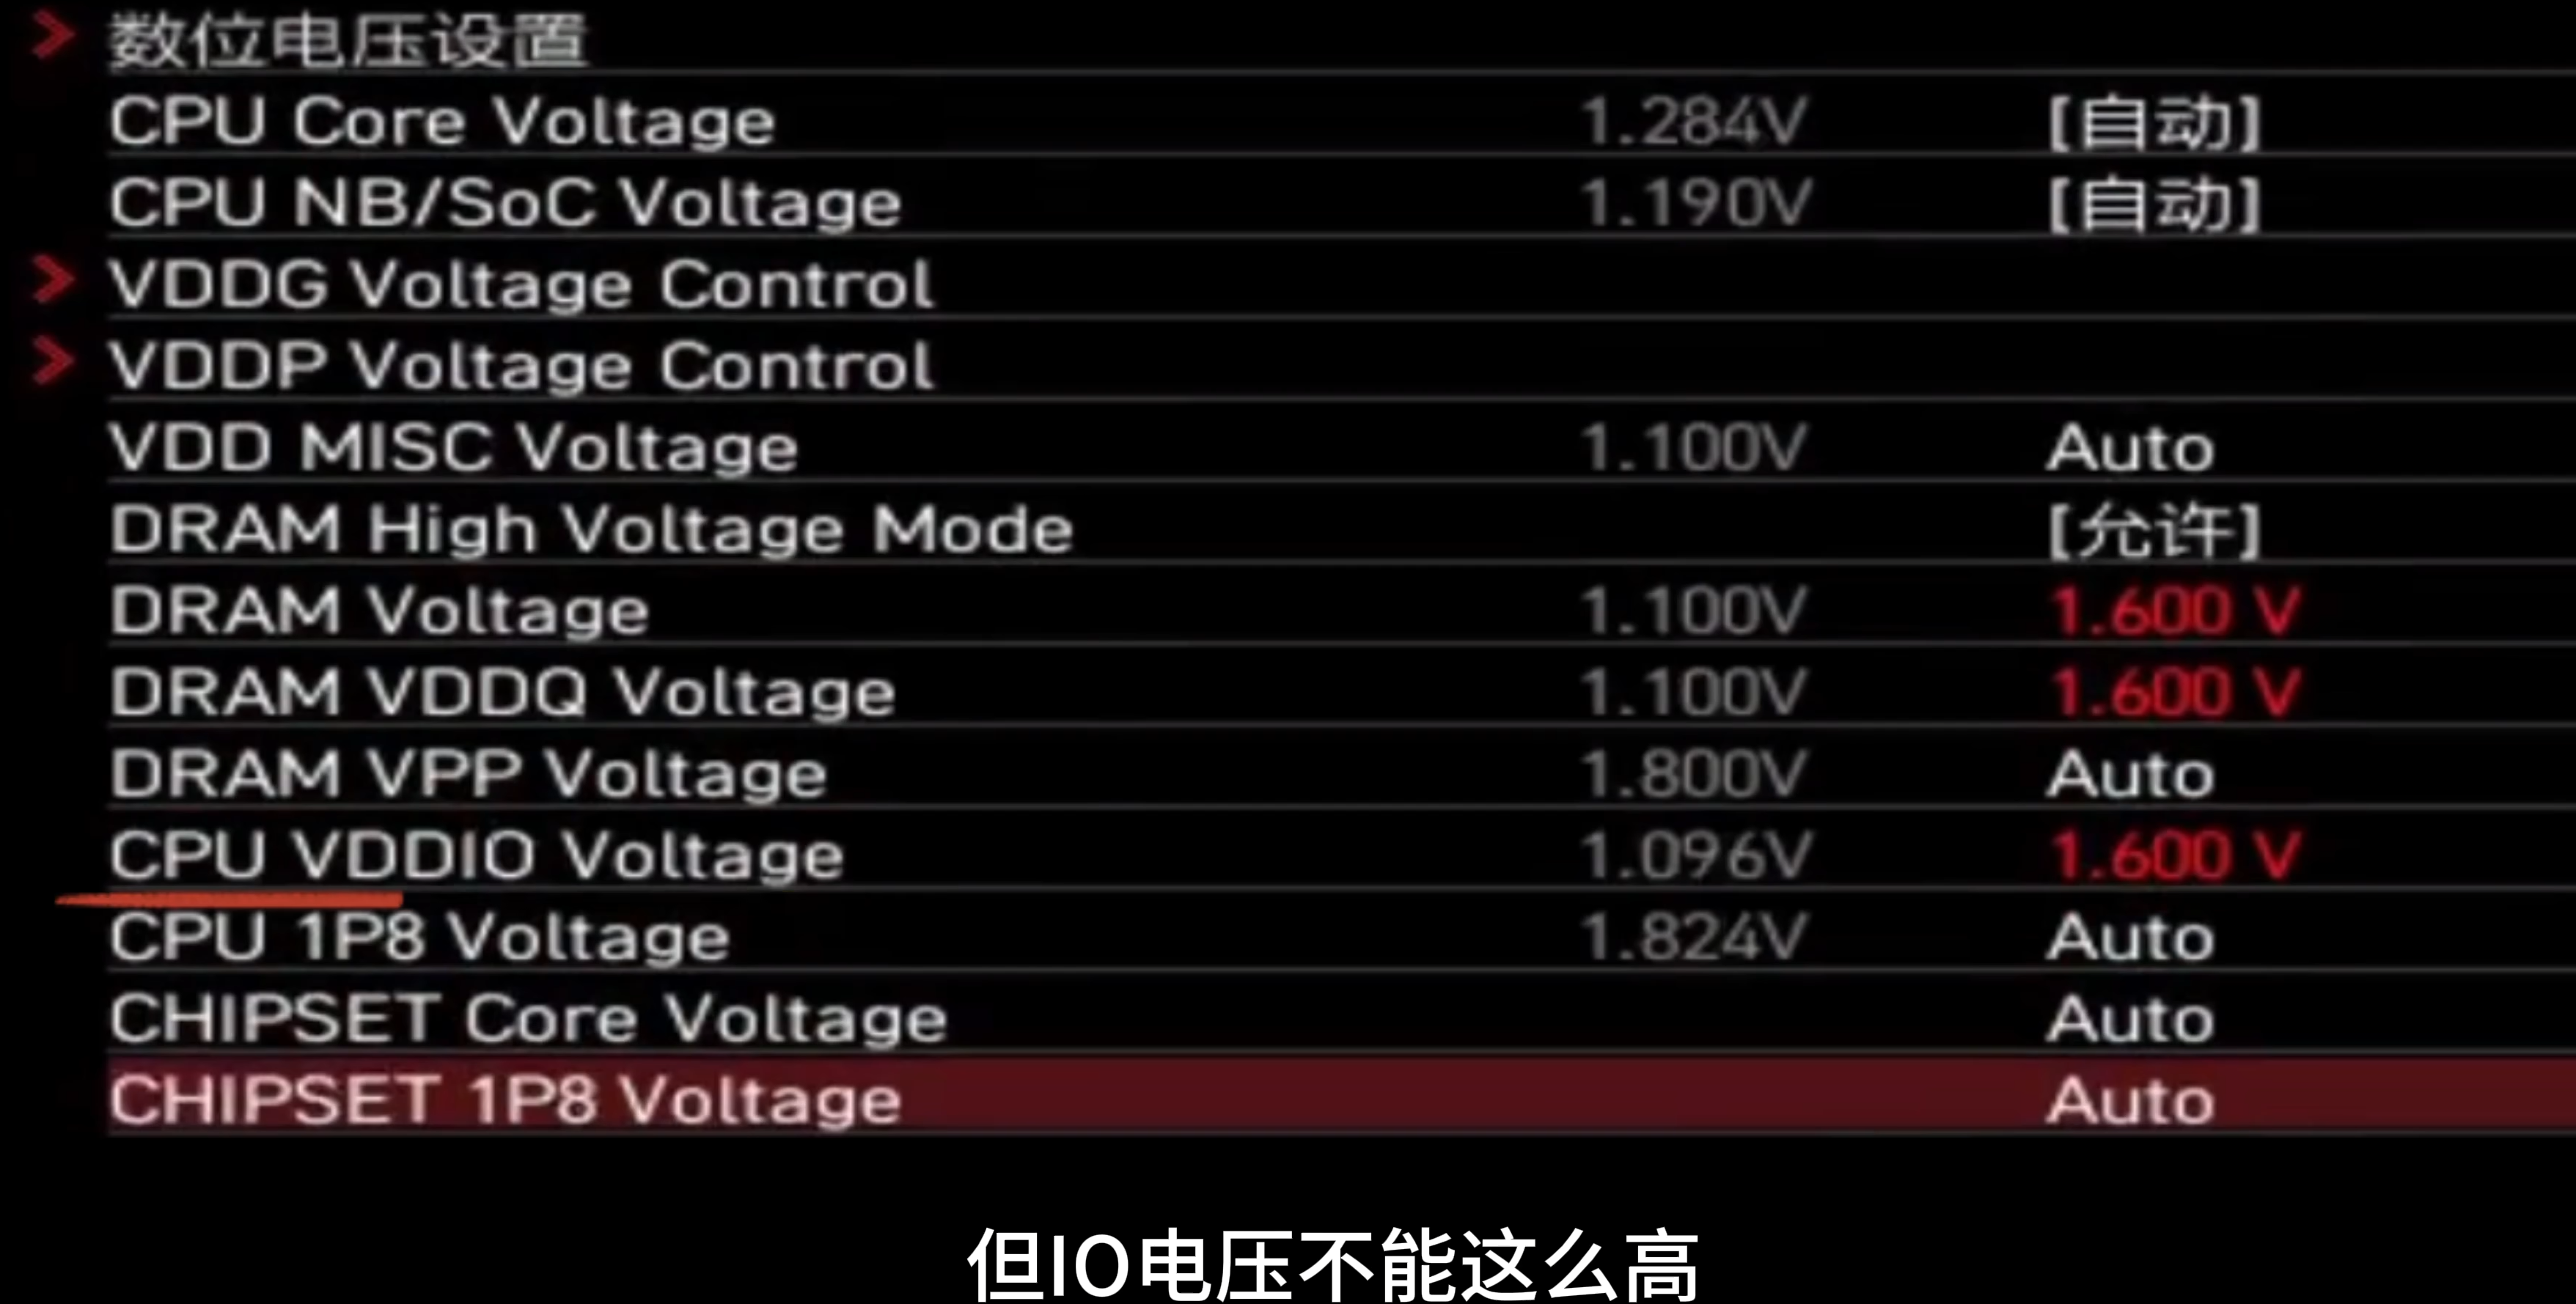 数位电压设置
CPU Core Voltage 1.284V [自动]
CPU NB/SoC Voltage 1.190V [自动]
VDDG Voltage Control
VDDP Voltage Control
VDD MISC Voltage 1.100V Auto
DRAM High Voltage Mode [允许]
DRAM Voltage 1.100V 1.600 V
DRAM VDDQ Voltage 1.100V 1.600 V
DRAM VPP Voltage 1.800V Auto
CPU VDDIO Voltage 1.096V 1.600 V
CPU 1P8 Voltage 1.824V Auto
CHIPSET Core Voltage Auto
CHIPSET 1P8 Voltage Auto
但IO电压不能这么高